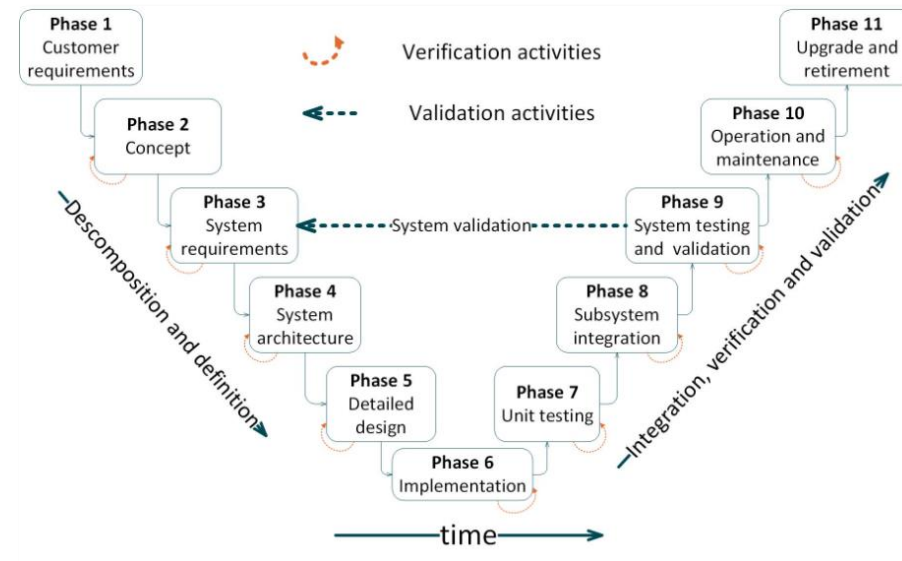 Phase 1
Customer
requirements
Phase 2
Concept
Phase 3
System
requirements
Phase 4
System
architecture
Phase 5
Detailed
design
Phase 6
Implementation
Phase 7
Unit testing
Phase 8
Subsystem
integration
Phase 9
System testing
and validation
Phase 10
Operation and
maintenance
Phase 11
Upgrade and
retirement
Verification activities
Validation activities
System validation
Descomposition and definition
Integration, verification and validation
time